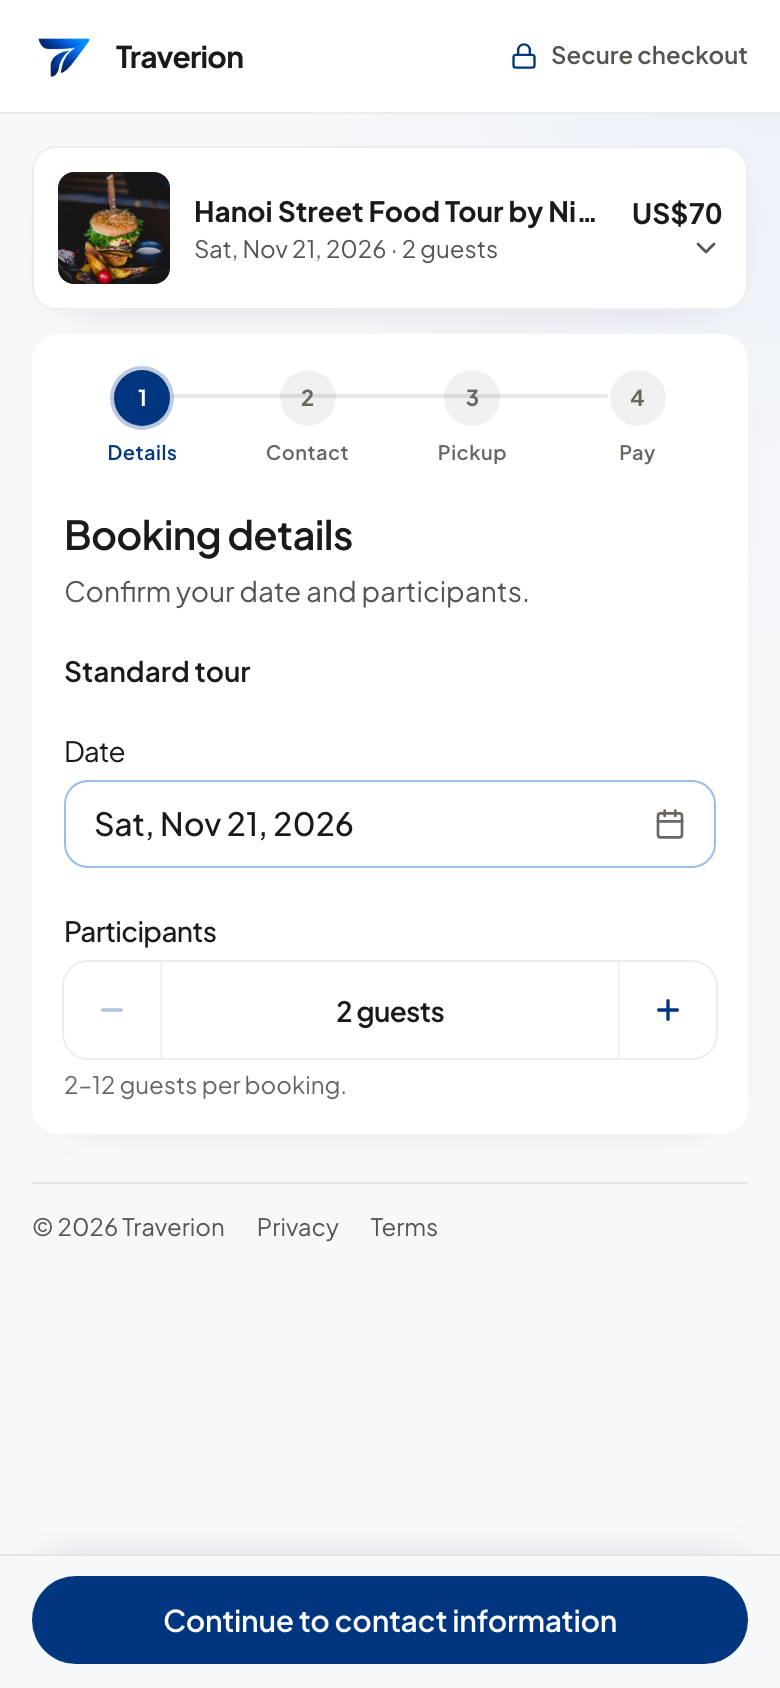 Traverion
Secure checkout
Hanoi Street Food Tour by Ni...
US$70
Sat, Nov 21, 2026 · 2 guests
1
2
3
4
Details
Contact
Pickup
Pay
Booking details
Confirm your date and participants.
Standard tour
Date
Sat, Nov 21, 2026
Participants
2 guests
2–12 guests per booking.
© 2026 Traverion
Privacy
Terms
Continue to contact information